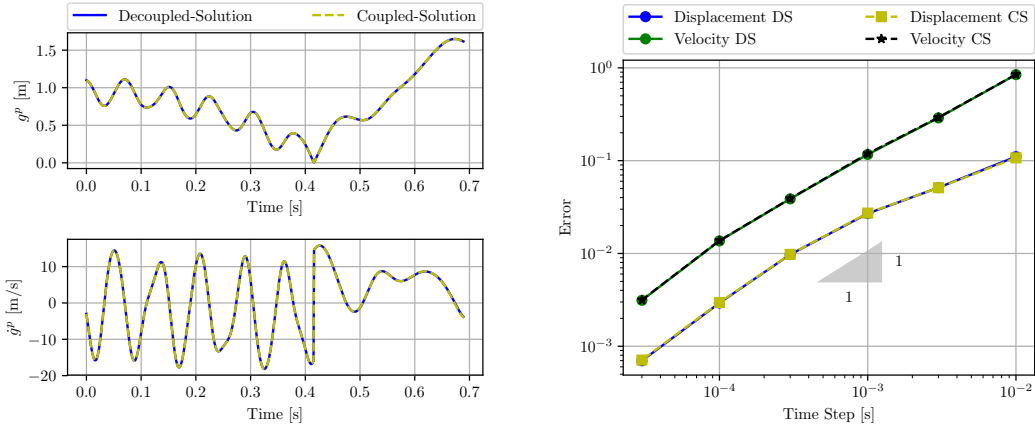 Decoupled-Solution Coupled-Solution
1.5
1.0
0.5
0.0
g^p [m]
0.0 0.1 0.2 0.3 0.4 0.5 0.6 0.7
Time [s]
10
0
−10
−20
ġ^p [m/s]
0.0 0.1 0.2 0.3 0.4 0.5 0.6 0.7
Time [s]
Displacement DS Displacement CS
Velocity DS Velocity CS
10^0
10^−1
10^−2
10^−3
Error
1
1
10^−4 10^−3 10^−2
Time Step [s]